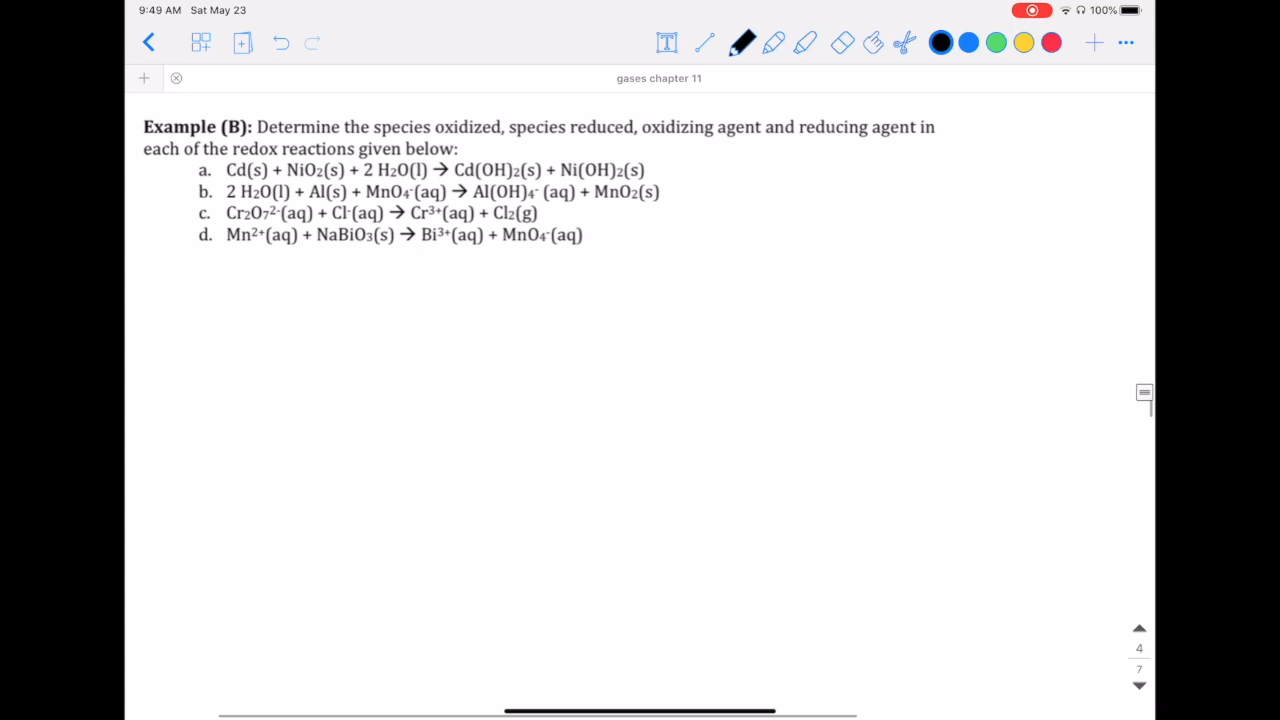 9:49 AM Sat May 23
100%
gases chapter 11
Example (B): Determine the species oxidized, species reduced, oxidizing agent and reducing agent in
each of the redox reactions given below:
a. Cd(s) + NiO₂(s) + 2 H₂O(l) → Cd(OH)₂(s) + Ni(OH)₂(s)
b. 2 H₂O(l) + Al(s) + MnO₄⁻(aq) → Al(OH)₄⁻ (aq) + MnO₂(s)
c. Cr₂O₇²⁻(aq) + Cl⁻(aq) → Cr³⁺(aq) + Cl₂(g)
d. Mn²⁺(aq) + NaBiO₃(s) → Bi³⁺(aq) + MnO₄⁻(aq)
4
7